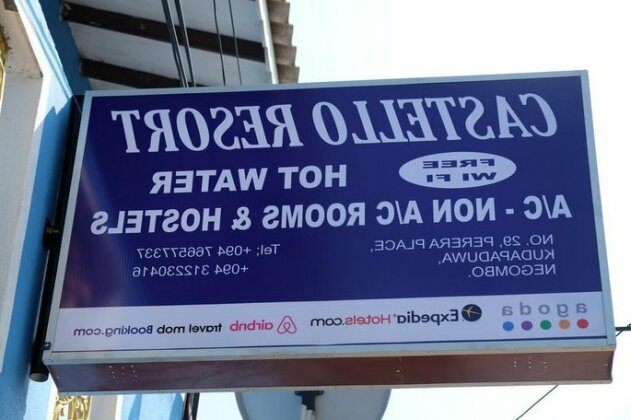 CASTELLO RESORT
FREE
WI FI
HOT WATER
A/C - NON A/C ROOMS & HOSTELS
NO. 29, PERERA PLACE,
KUDAPADUWA,
NEGOMBO.
Tel; +094 766577337
+094 312230416
agoda Expedia Hotels.com airbnb travel mob Booking.com